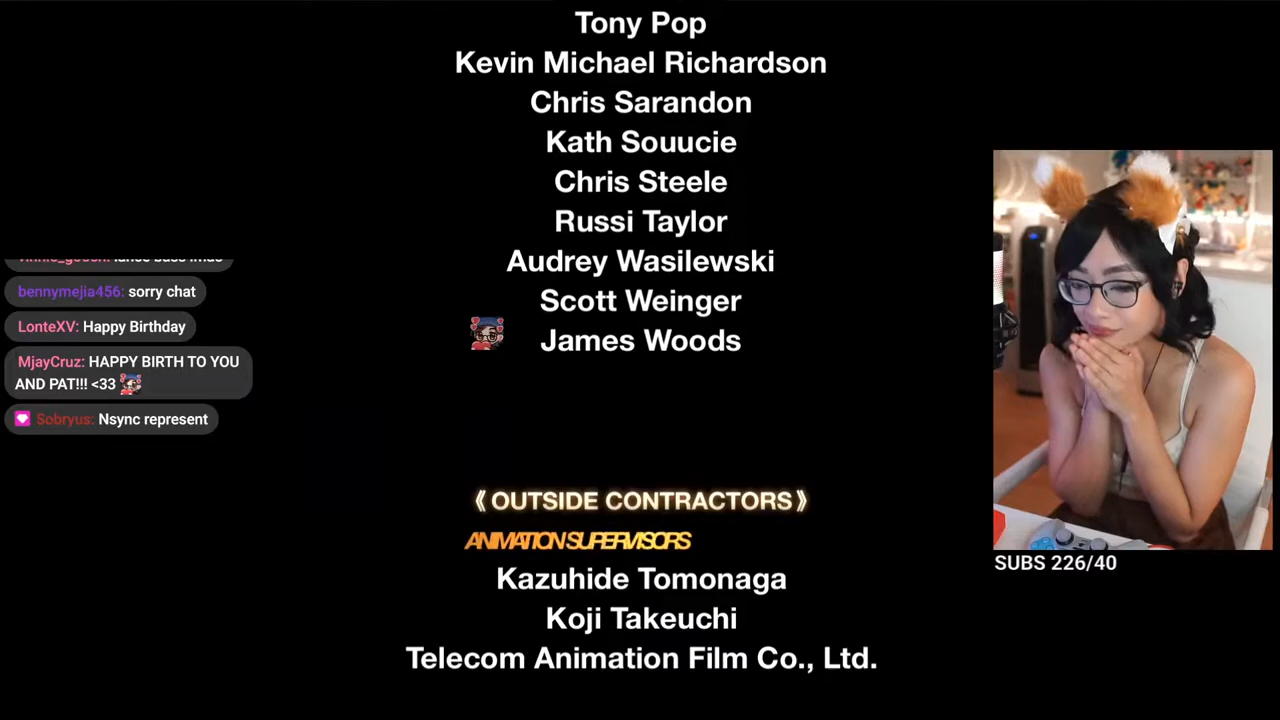 Tony Pop
Kevin Michael Richardson
Chris Sarandon
Kath Souucie
Chris Steele
Russi Taylor
Audrey Wasilewski
Scott Weinger
James Woods
bennymejia456: sorry chat
LonteXV: Happy Birthday
MjayCruz: HAPPY BIRTH TO YOU
AND PAT!!! <33
Sobryus: Nsync represent
《OUTSIDE CONTRACTORS》
ANIMATION SUPERVISORS
Kazuhide Tomonaga
Koji Takeuchi
Telecom Animation Film Co., Ltd.
SUBS 226/40